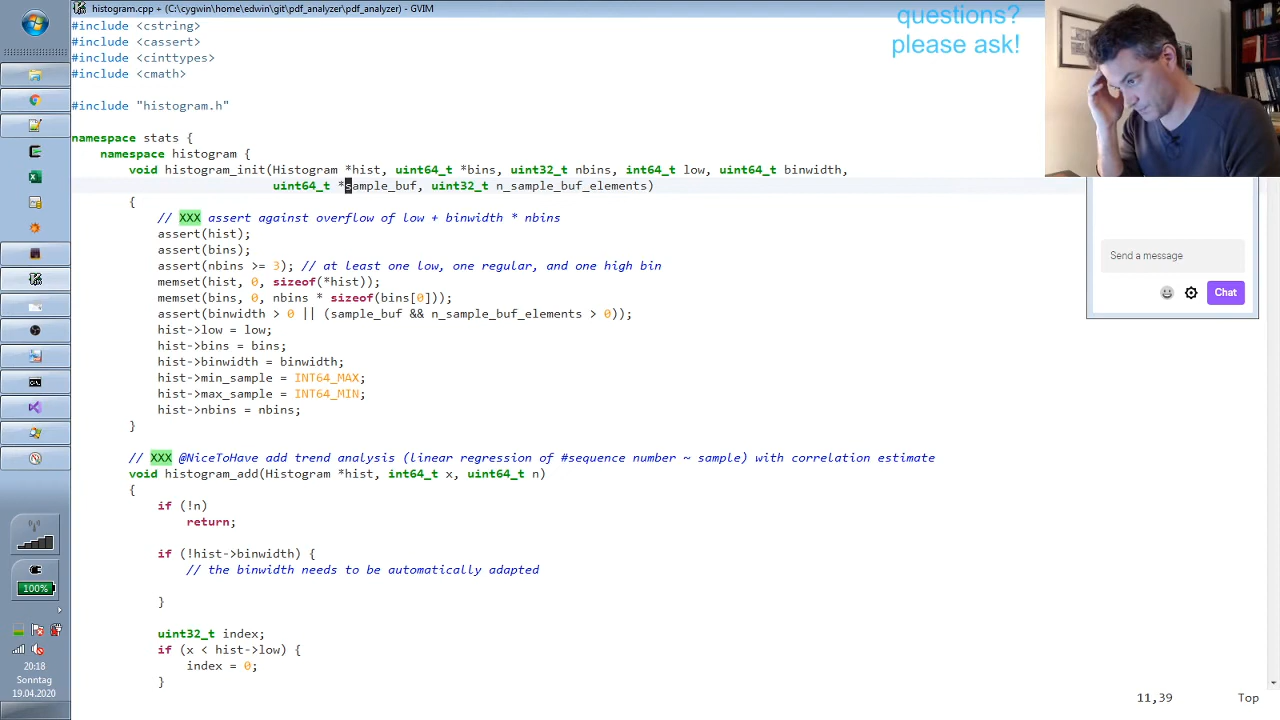 histogram.cpp + (C:\cygwin\home\edwin\git\pdf_analyzer\pdf_analyzer) - GVIM
#include <cstring>
#include <cassert>
#include <cinttypes>
#include <cmath>
#include "histogram.h"
namespace stats {
namespace histogram {
void histogram_init(Histogram *hist, uint64_t *bins, uint32_t nbins, int64_t low, uint64_t binwidth,
uint64_t *sample_buf, uint32_t n_sample_buf_elements)
{
// XXX assert against overflow of low + binwidth * nbins
assert(hist);
assert(bins);
assert(nbins >= 3); // at least one low, one regular, and one high bin
memset(hist, 0, sizeof(*hist));
memset(bins, 0, nbins * sizeof(bins[0]));
assert(binwidth > 0 || (sample_buf && n_sample_buf_elements > 0));
hist->low = low;
hist->bins = bins;
hist->binwidth = binwidth;
hist->min_sample = INT64_MAX;
hist->max_sample = INT64_MIN;
hist->nbins = nbins;
}
// XXX @NiceToHave add trend analysis (linear regression of #sequence number ~ sample) with correlation estimate
void histogram_add(Histogram *hist, int64_t x, uint64_t n)
{
if (!n)
return;
if (!hist->binwidth) {
// the binwidth needs to be automatically adapted
}
uint32_t index;
if (x < hist->low) {
index = 0;
}
11,39 Top
questions?
please ask!
Send a message
Chat
100%
20:18
Sonntag
19.04.2020